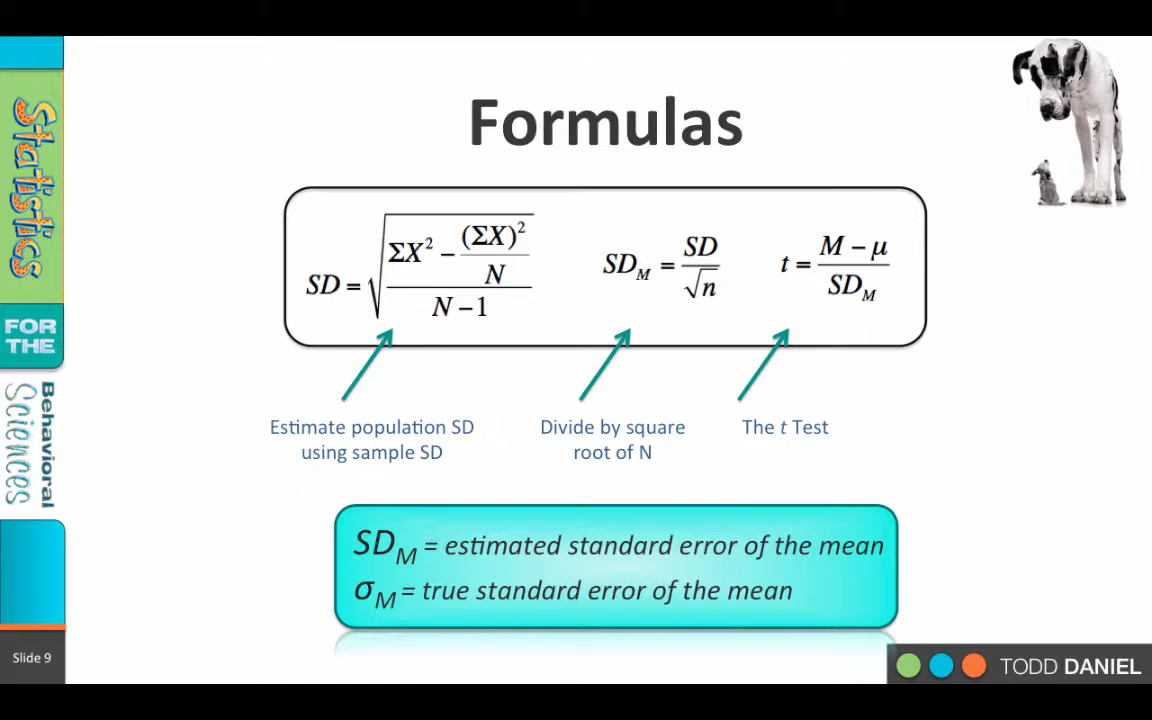 Statistics
FOR THE
Behavioral
Sciences
Slide 9
Formulas
SD = √((ΣX² − (ΣX)²/N)/(N − 1))
SD_M = SD/√n
t = (M − μ)/SD_M
Estimate population SD
using sample SD
Divide by square
root of N
The t Test
SD_M = estimated standard error of the mean
σ_M = true standard error of the mean
TODD DANIEL